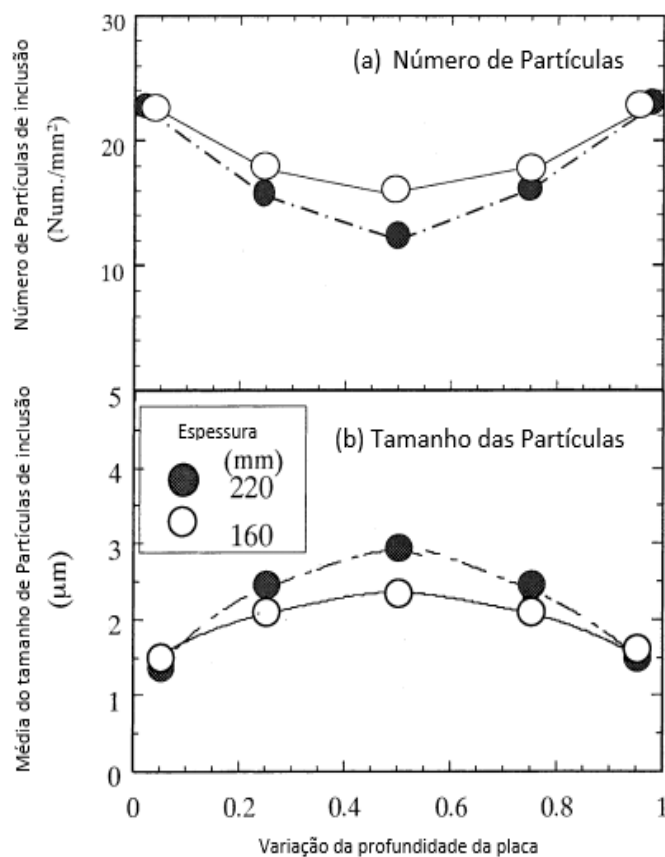 30
(a) Número de Partículas
20
10
Número de Partículas de inclusão
(Num./mm²)
5
4
3
2
1
0
Média do tamanho de Partículas de inclusão
(μm)
Espessura
(mm)
220
160
(b) Tamanho das Partículas
0 0.2 0.4 0.6 0.8 1
Variação da profundidade da placa